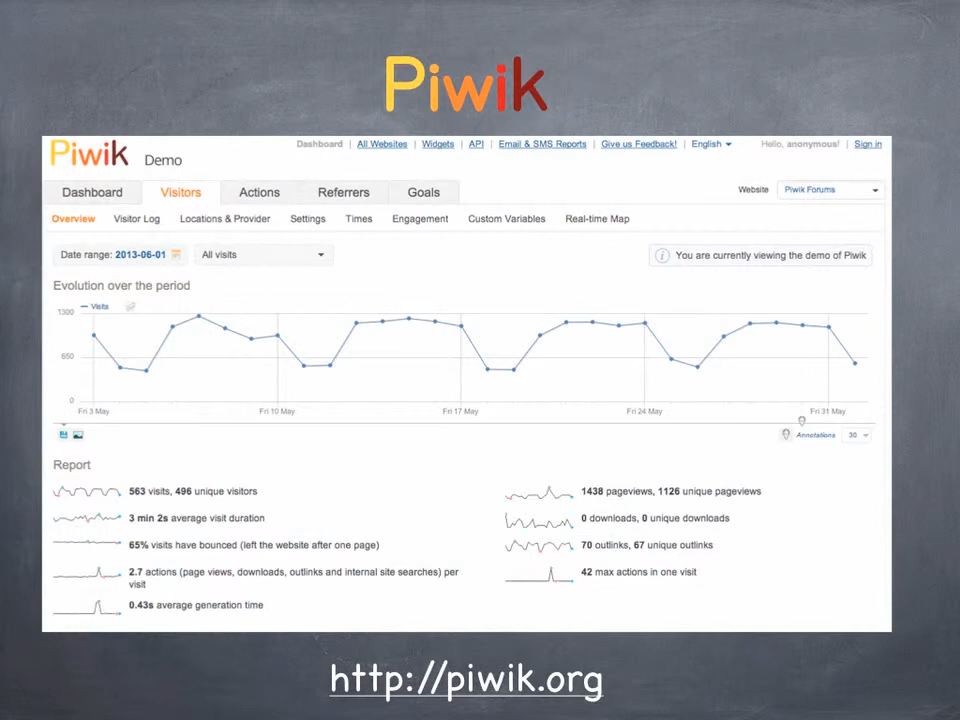 Piwik
Piwik Demo
Dashboard | All Websites | Widgets | API | Email & SMS Reports | Give us Feedback! | English | Hello, anonymous! | Sign in
Dashboard Visitors Actions Referrers Goals
Website Piwik Forums
Overview Visitor Log Locations & Provider Settings Times Engagement Custom Variables Real-time Map
Date range: 2013-06-01 All visits
You are currently viewing the demo of Piwik
Evolution over the period
Visits
1300
650
0
Fri 3 May Fri 10 May Fri 17 May Fri 24 May Fri 31 May
Annotations 30
Report
563 visits, 496 unique visitors
3 min 2s average visit duration
65% visits have bounced (left the website after one page)
2.7 actions (page views, downloads, outlinks and internal site searches) per
visit
0.43s average generation time
1438 pageviews, 1126 unique pageviews
0 downloads, 0 unique downloads
70 outlinks, 67 unique outlinks
42 max actions in one visit
http://piwik.org